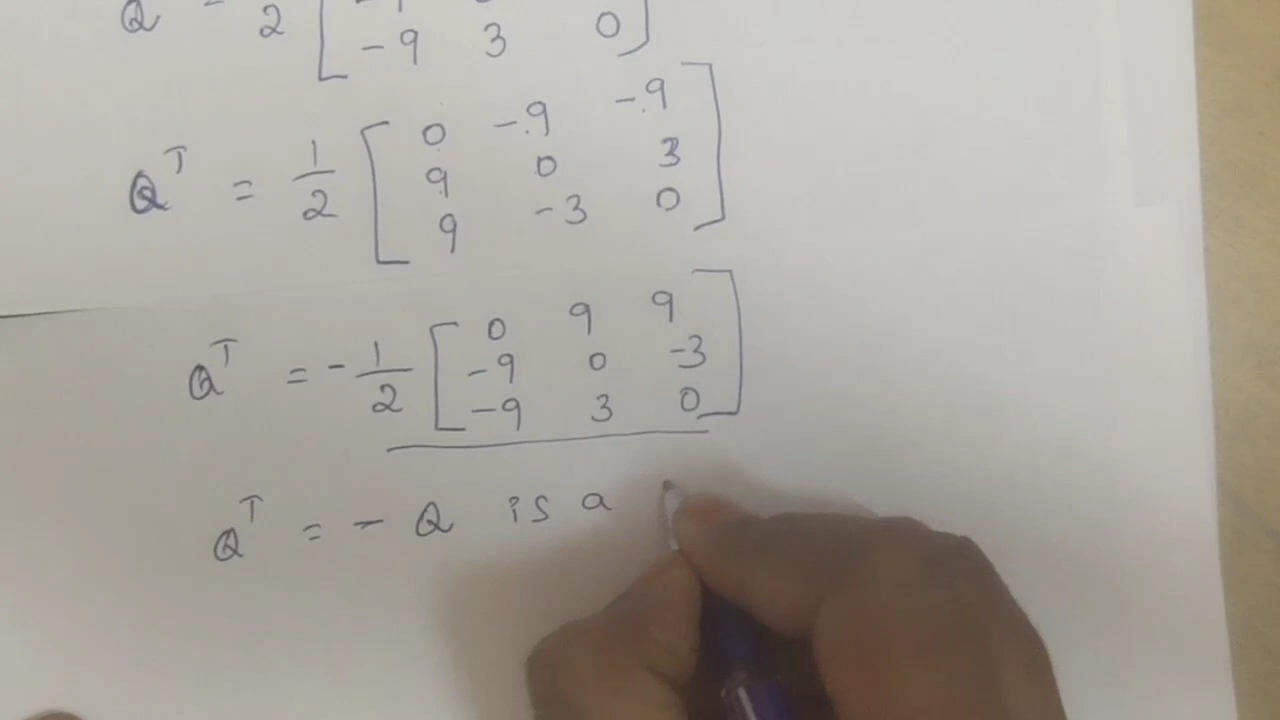 Q - 2 [ -9
-9 3 0 ]
Q^T = 1/2 [ 0 -9 -9
9 0 3
9 -3 0 ]
Q^T = -1/2 [ 0 9 9
-9 0 -3
-9 3 0 ]
Q^T = - Q is a